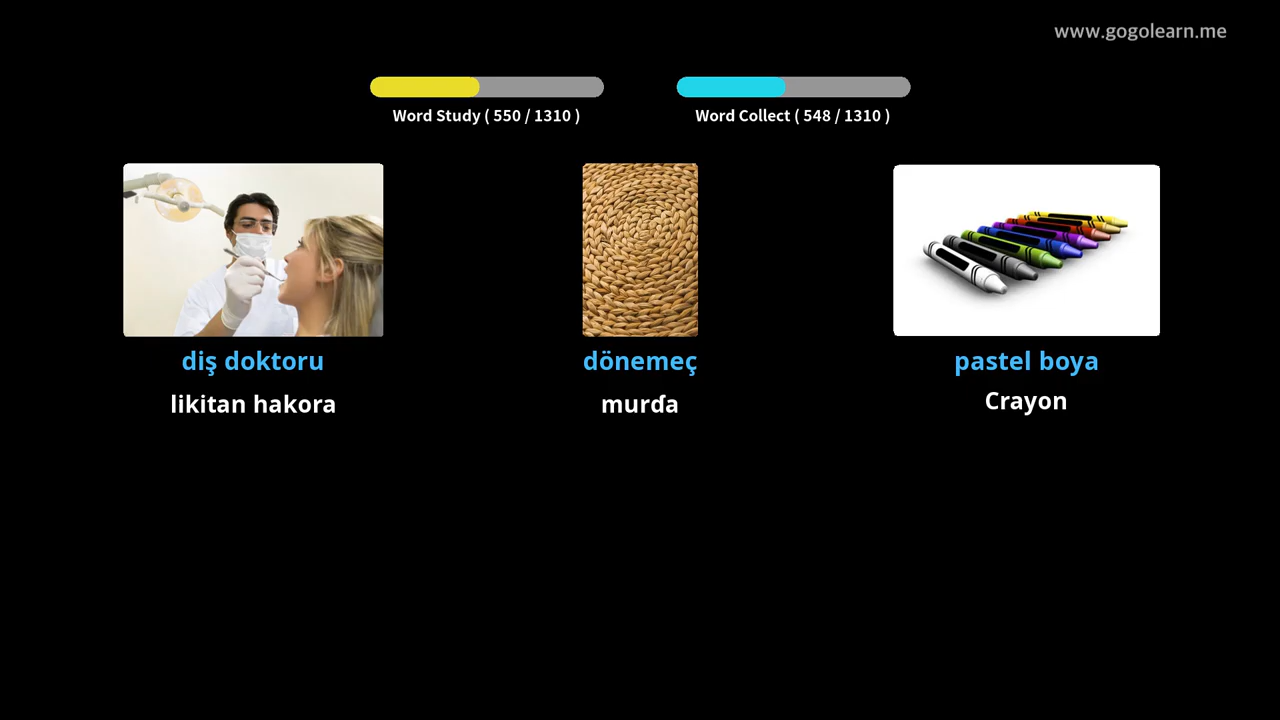 www.gogolearn.me
Word Study ( 550 / 1310 )
Word Collect ( 548 / 1310 )
diş doktoru
likitan hakora
dönemeç
murɗa
pastel boya
Crayon